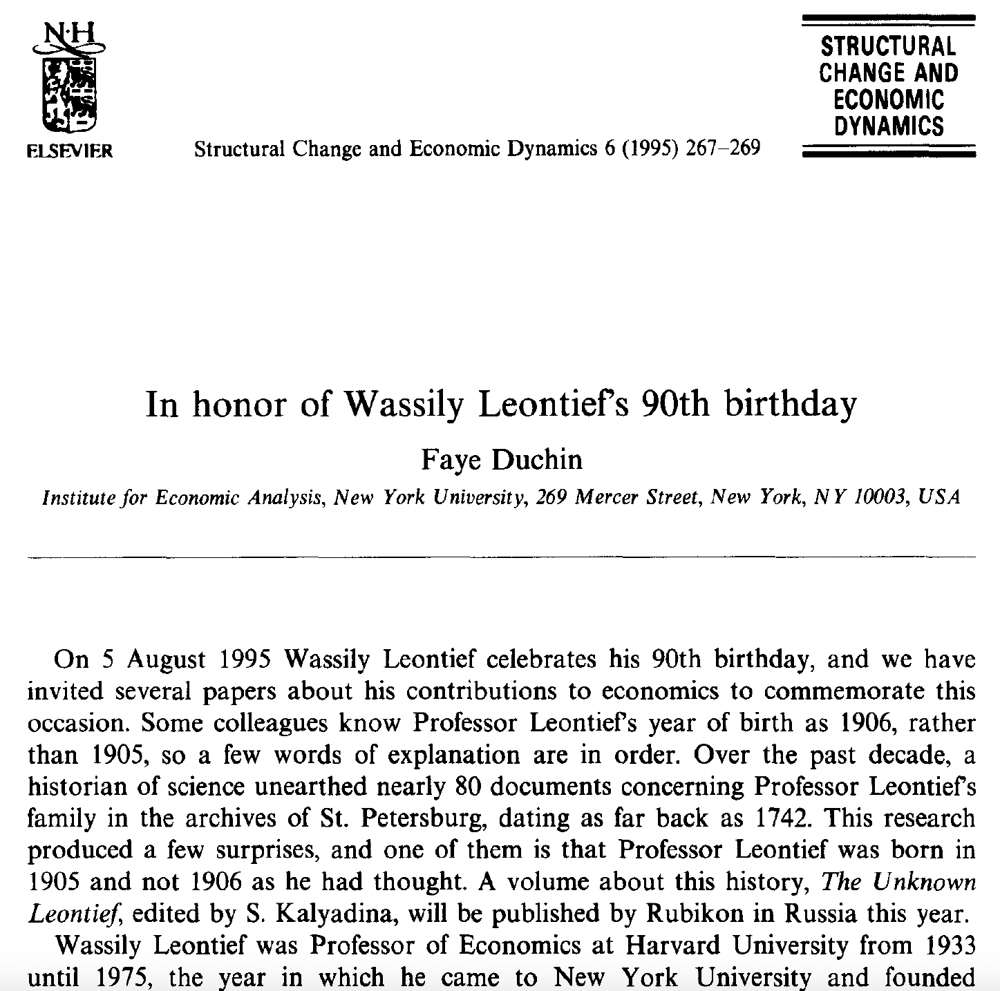 N·H
ELSEVIER
Structural Change and Economic Dynamics 6 (1995) 267–269
STRUCTURAL
CHANGE AND
ECONOMIC
DYNAMICS
In honor of Wassily Leontief's 90th birthday
Faye Duchin
Institute for Economic Analysis, New York University, 269 Mercer Street, New York, NY 10003, USA
On 5 August 1995 Wassily Leontief celebrates his 90th birthday, and we have
invited several papers about his contributions to economics to commemorate this
occasion. Some colleagues know Professor Leontief's year of birth as 1906, rather
than 1905, so a few words of explanation are in order. Over the past decade, a
historian of science unearthed nearly 80 documents concerning Professor Leontief's
family in the archives of St. Petersburg, dating as far back as 1742. This research
produced a few surprises, and one of them is that Professor Leontief was born in
1905 and not 1906 as he had thought. A volume about this history, The Unknown
Leontief, edited by S. Kalyadina, will be published by Rubikon in Russia this year.
Wassily Leontief was Professor of Economics at Harvard University from 1933
until 1975, the year in which he came to New York University and founded